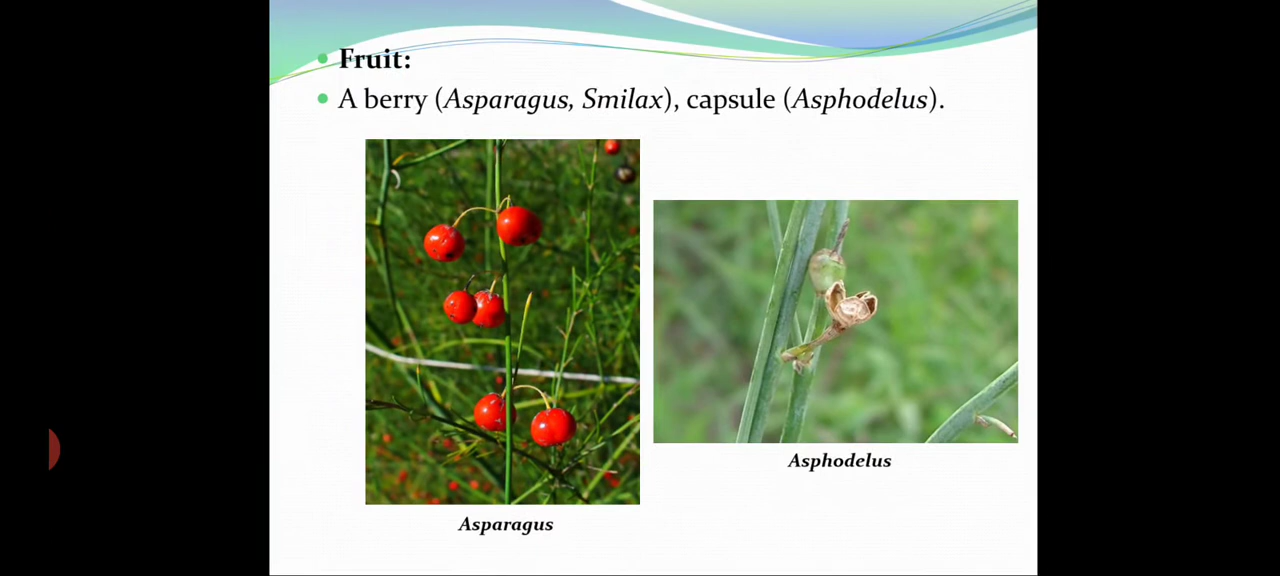 Fruit:
A berry (Asparagus, Smilax), capsule (Asphodelus).
Asphodelus
Asparagus